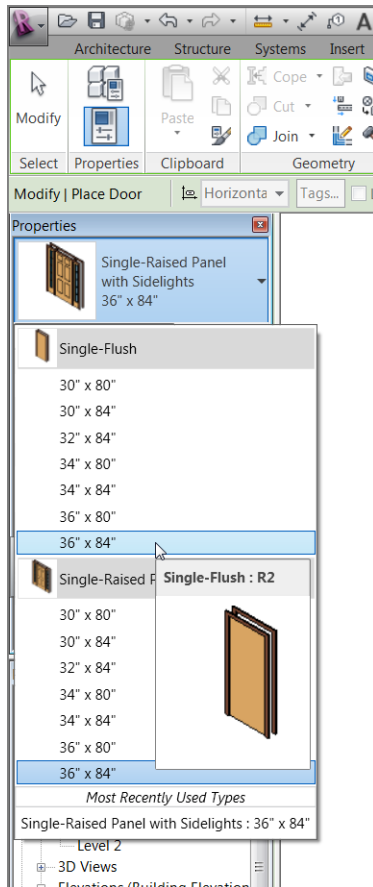 A
Architecture Structure Systems Insert
Modify
Paste
Cope
Cut
Join
Select Properties Clipboard Geometry
Modify | Place Door Horizonta Tags...
Properties
Single-Raised Panel
with Sidelights
36" x 84"
Single-Flush
30" x 80"
30" x 84"
32" x 84"
34" x 80"
34" x 84"
36" x 80"
36" x 84"
Single-Raised P
Single-Flush : R2
30" x 80"
30" x 84"
32" x 84"
34" x 80"
34" x 84"
36" x 80"
36" x 84"
Most Recently Used Types
Single-Raised Panel with Sidelights : 36" x 84"
Level 2
3D Views
Elevations (Building Elevation